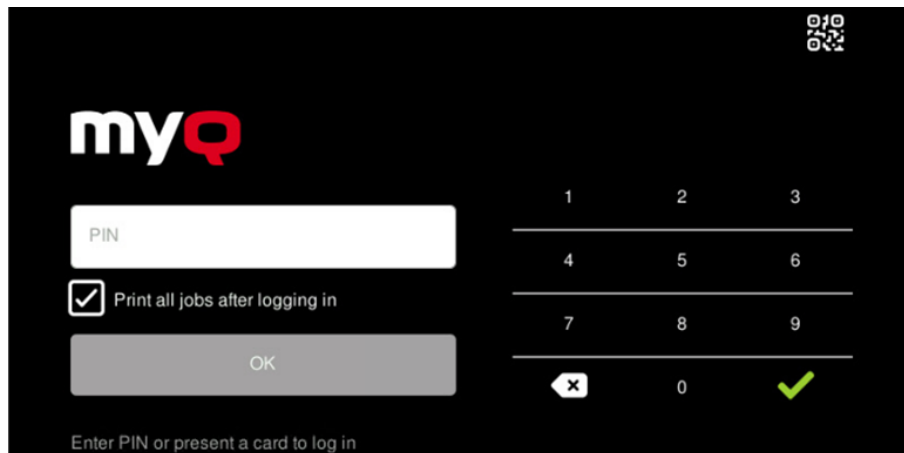 myQ
PIN
Print all jobs after logging in
OK
Enter PIN or present a card to log in
1 2 3
4 5 6
7 8 9
0